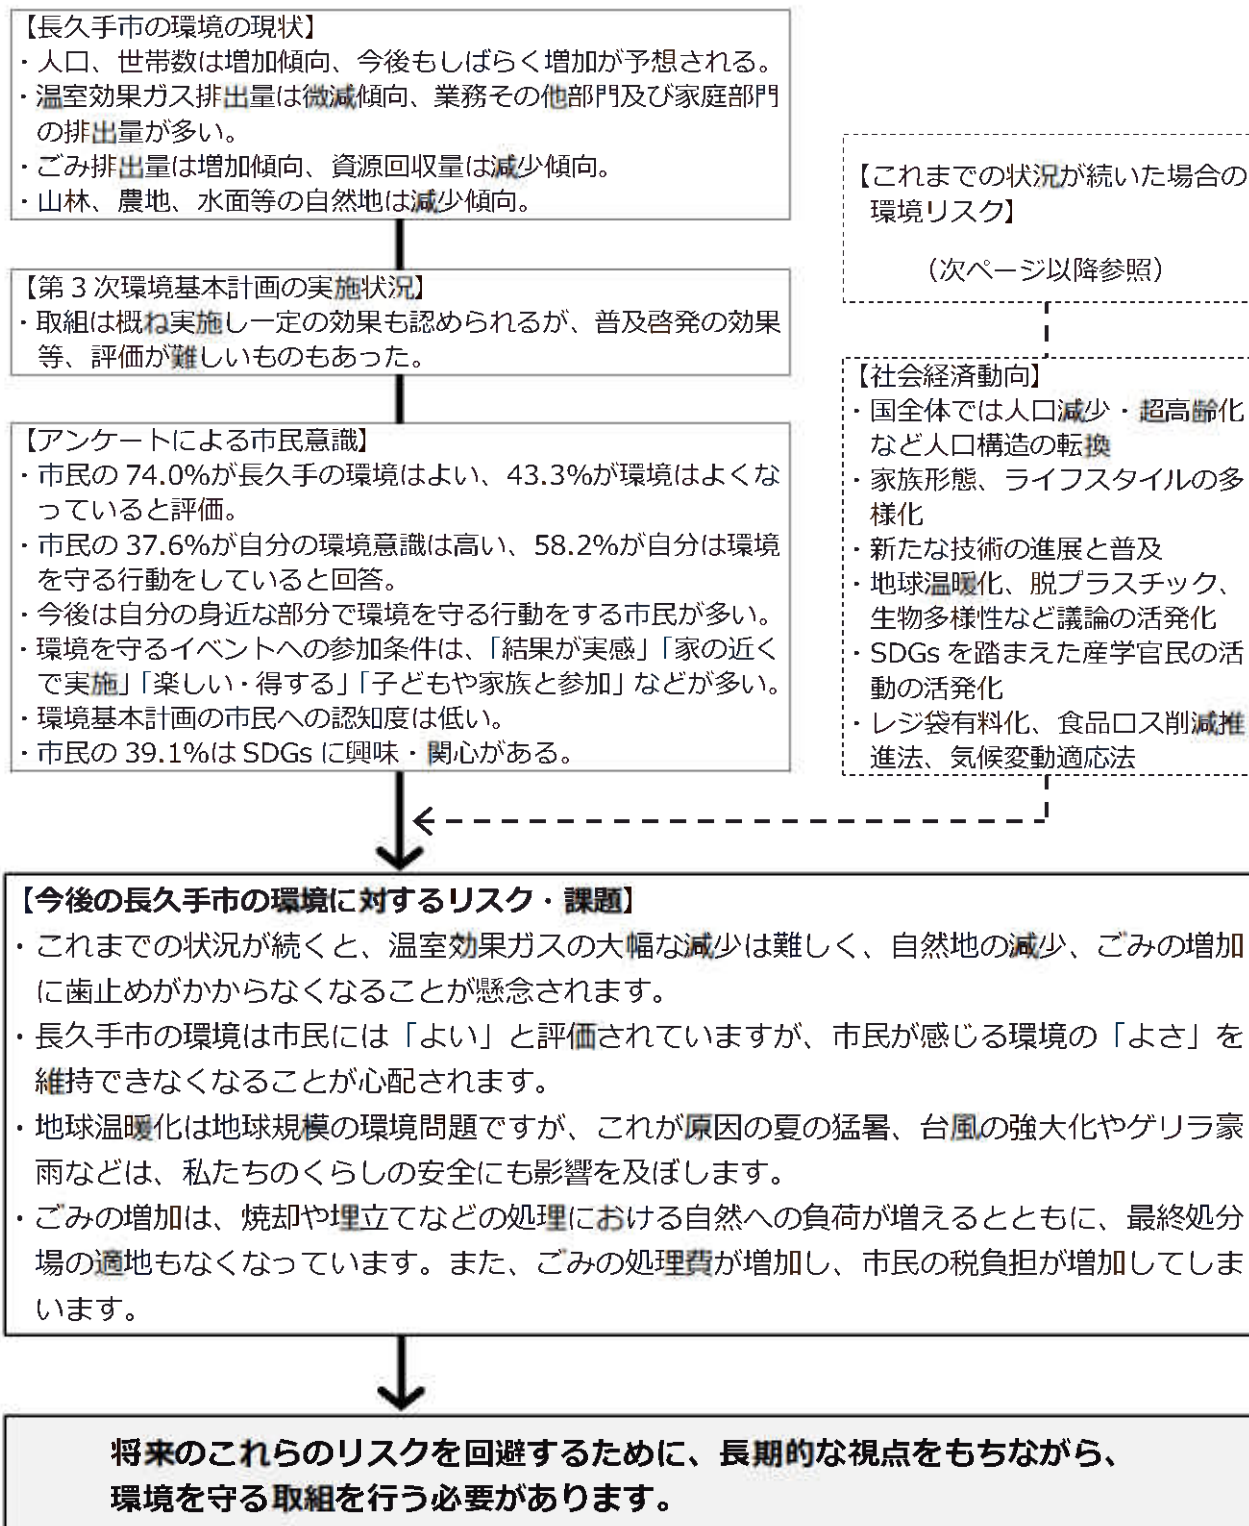 【長久手市の環境の現状】
・人口、世帯数は増加傾向、今後もしばらく増加が予想される。
・温室効果ガス排出量は微減傾向、業務その他部門及び家庭部門
の排出量が多い。
・ごみ排出量は増加傾向、資源回収量は減少傾向。
・山林、農地、水面等の自然地は減少傾向。
【第3次環境基本計画の実施状況】
・取組は概ね実施し一定の効果も認められるが、普及啓発の効果
等、評価が難しいものもあった。
【アンケートによる市民意識】
・市民の 74.0%が長久手の環境はよい、43.3%が環境はよくな
っていると評価。
・市民の 37.6%が自分の環境意識は高い、58.2%が自分は環境
を守る行動をしていると回答。
・今後は自分の身近な部分で環境を守る行動をする市民が多い。
・環境を守るイベントへの参加条件は、「結果が実感」「家の近く
で実施」「楽しい・得する」「子どもや家族と参加」などが多い。
・環境基本計画の市民への認知度は低い。
・市民の 39.1%は SDGs に興味・関心がある。
【これまでの状況が続いた場合の
環境リスク】
（次ページ以降参照）
【社会経済動向】
・国全体では人口減少・超高齢化
など人口構造の転換
・家族形態、ライフスタイルの多
様化
・新たな技術の進展と普及
・地球温暖化、脱プラスチック、
生物多様性など議論の活発化
・SDGs を踏まえた産学官民の活
動の活発化
・レジ袋有料化、食品ロス削減推
進法、気候変動適応法
【今後の長久手市の環境に対するリスク・課題】
・これまでの状況が続くと、温室効果ガスの大幅な減少は難しく、自然地の減少、ごみの増加
に歯止めがかからなくなることが懸念されます。
・長久手市の環境は市民には「よい」と評価されていますが、市民が感じる環境の「よさ」を
維持できなくなることが心配されます。
・地球温暖化は地球規模の環境問題ですが、これが原因の夏の猛暑、台風の強大化やゲリラ豪
雨などは、私たちのくらしの安全にも影響を及ぼします。
・ごみの増加は、焼却や埋立てなどの処理における自然への負荷が増えるとともに、最終処分
場の適地もなくなっています。また、ごみの処理費が増加し、市民の税負担が増加してしま
います。
将来のこれらのリスクを回避するために、長期的な視点をもちながら、
環境を守る取組を行う必要があります。